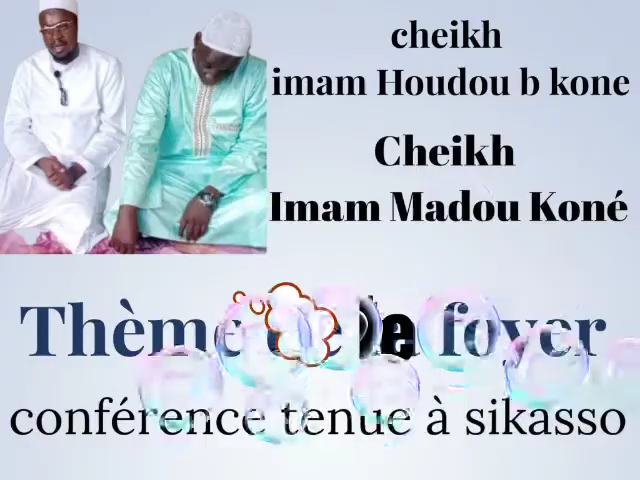 cheikh
imam Houdou b kone
Cheikh
Imam Madou Koné
Thème foyer
conférence tenue à sikasso